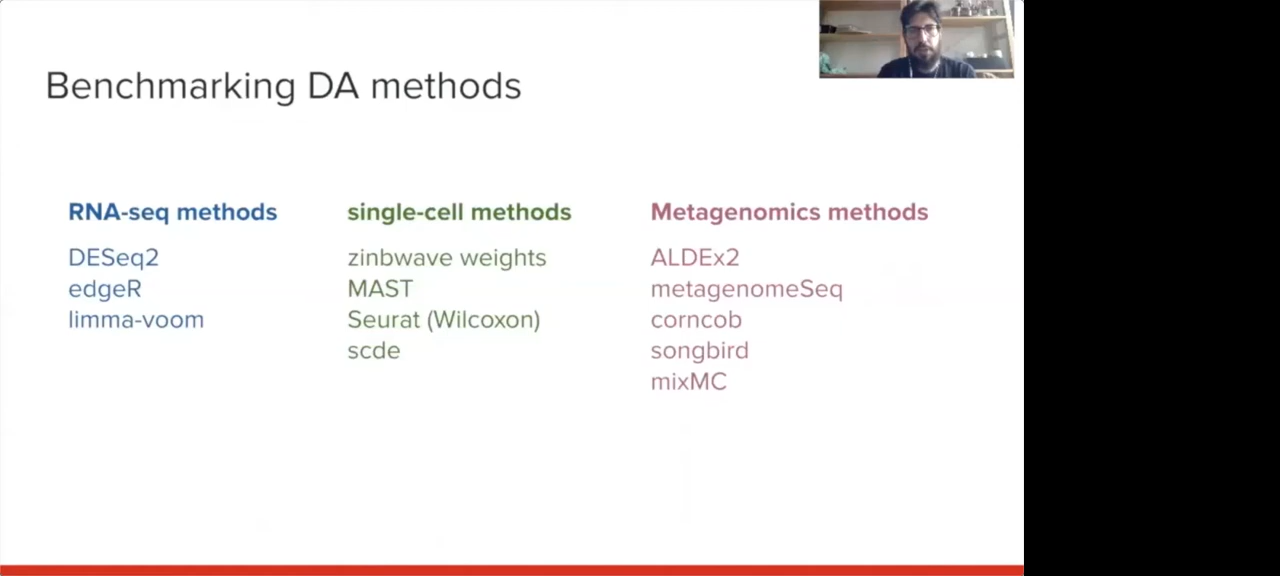 Benchmarking DA methods
RNA-seq methods
DESeq2
edgeR
limma-voom
single-cell methods
zinbwave weights
MAST
Seurat (Wilcoxon)
scde
Metagenomics methods
ALDEx2
metagenomeSeq
corncob
songbird
mixMC